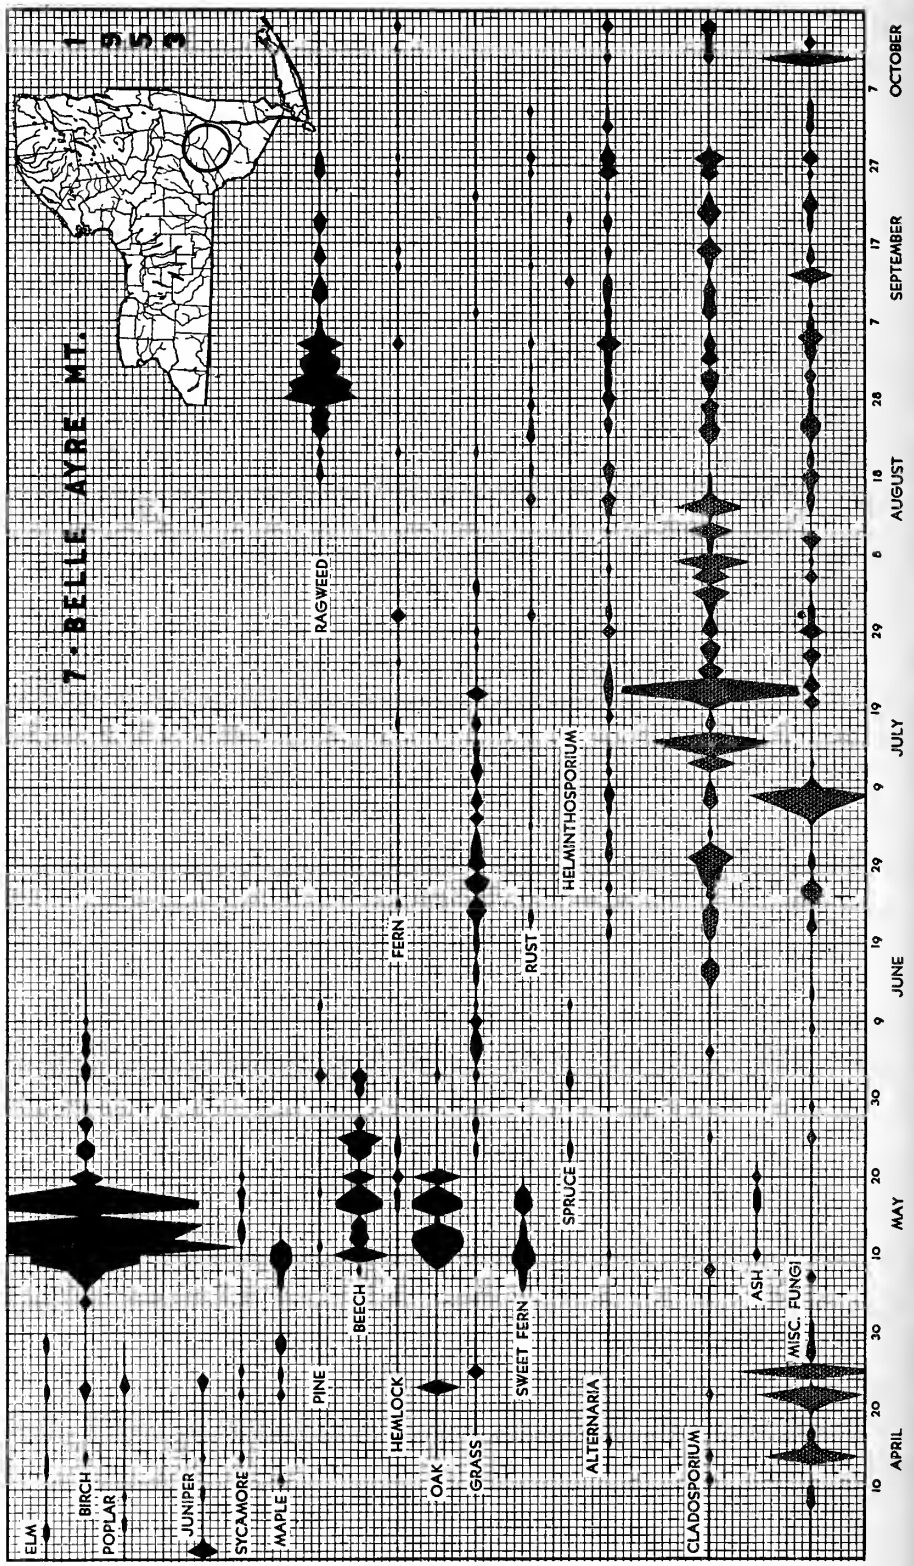 7 · BELLE AYRE MT.
1953
ELM
BIRCH
POPLAR
JUNIPER
SYCAMORE
MAPLE
PINE
RAGWEED
BEECH
HEMLOCK
FERN
OAK
GRASS
SWEET FERN
RUST
SPRUCE
HELMINTHOSPORIUM
ALTERNARIA
CLADOSPORIUM
ASH
MISC. FUNGI
10 20 30 10 20 30 9 19 29 9 19 29 8 18 28 7 17 27 7
APRIL MAY JUNE JULY AUGUST SEPTEMBER OCTOBER